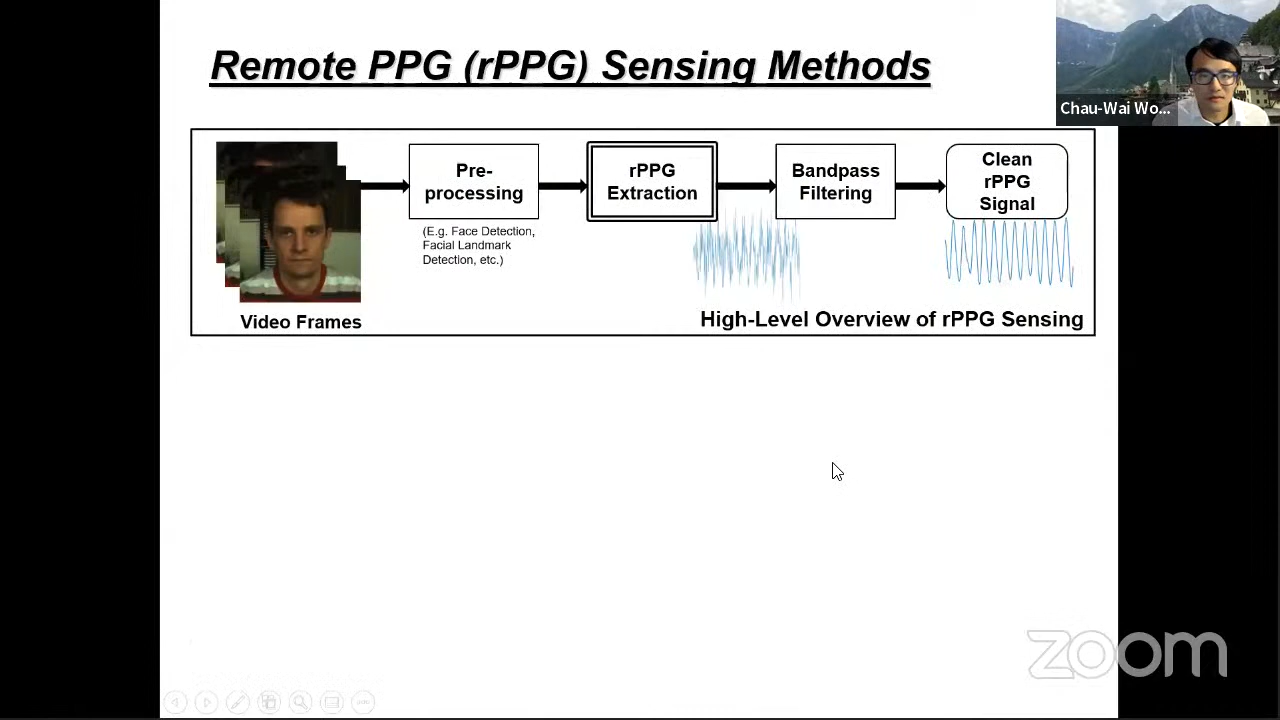 Remote PPG (rPPG) Sensing Methods
Chau-Wai Wo...
Pre-
processing
rPPG
Extraction
Bandpass
Filtering
Clean
rPPG
Signal
(E.g. Face Detection,
Facial Landmark
Detection, etc.)
Video Frames
High-Level Overview of rPPG Sensing
zoom